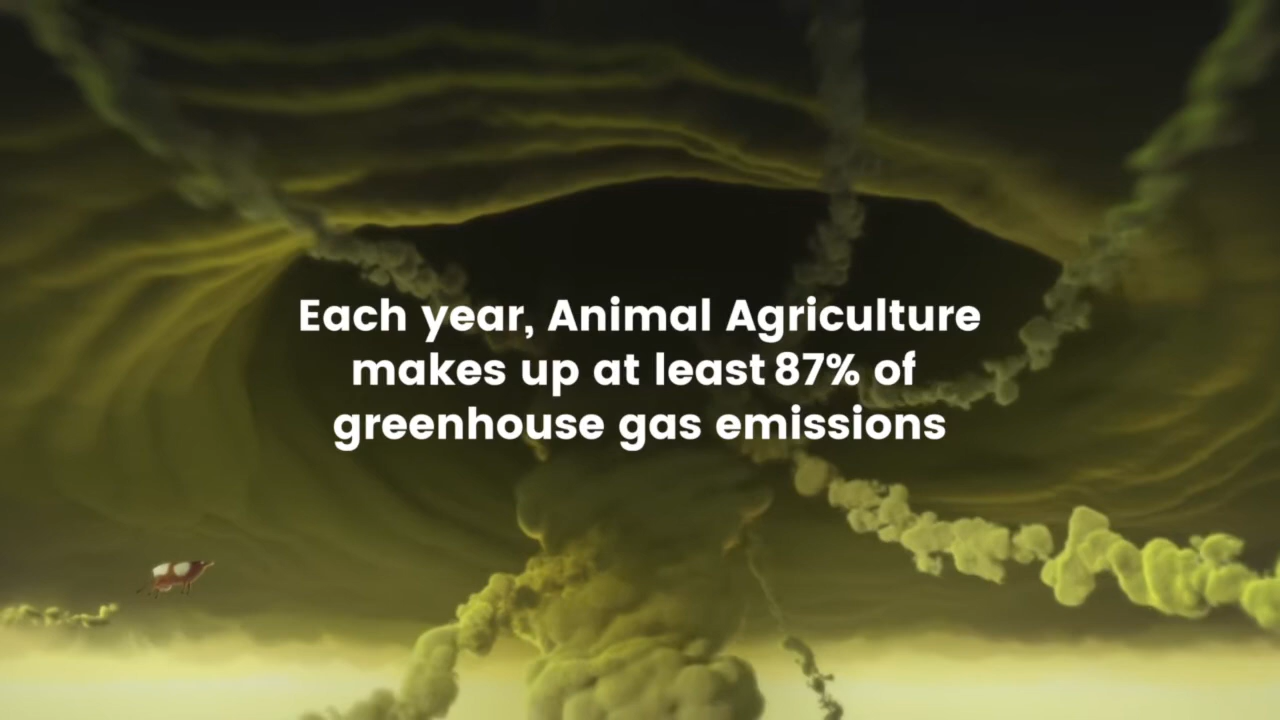 Each year, Animal Agriculture
makes up at least 87% of
greenhouse gas emissions